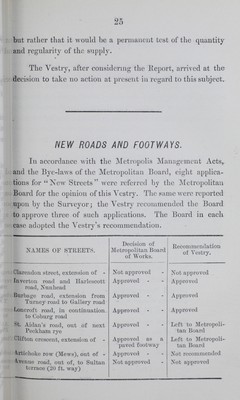 25
but rather that it would be a permanent test of the quantity
and regularity of the supply.
The Vestry, after considering the Report, arrived at the
decision to take no action at present in regard to this subject.
NEW ROADS AND FOOTWAYS.
In accordance with the Metropolis Management Acts,
and the Bye-laws of the Metropolitan Board, eight applica-
tions for "New Streets" were referred by the Metropolitan
Board for the opinion of this Vestry. The same were reported
upon by the Surveyor; the Vestry recommended the Board
to approve three of such applications. The Board in each
case adopted the Vestry's recommendations.
NAMES OF STREETS. Decision of Metropolitan Board of Works. Recommendation of Vestry.
Clarendon street, extension of - Not approved - Not approved
Inverton road and Harlescott road, Nunhead Approved - - Approved
Burbage road, extension from Turney road to Gallery road Approved - - Approved
road, in continuation to Coburg road Approved - - Approved
St. Aidan's road, out of next Peckham rye Approved - Left to Metropolitan Board
Clifton crescent, extension of - Approved as a paved footway Left to Metropolitan Board
Artichoke row (Mews), out of - Approved - - Not recommended
road, out of, to Sultan terrace (20 ft. way) Not approved - Not approved